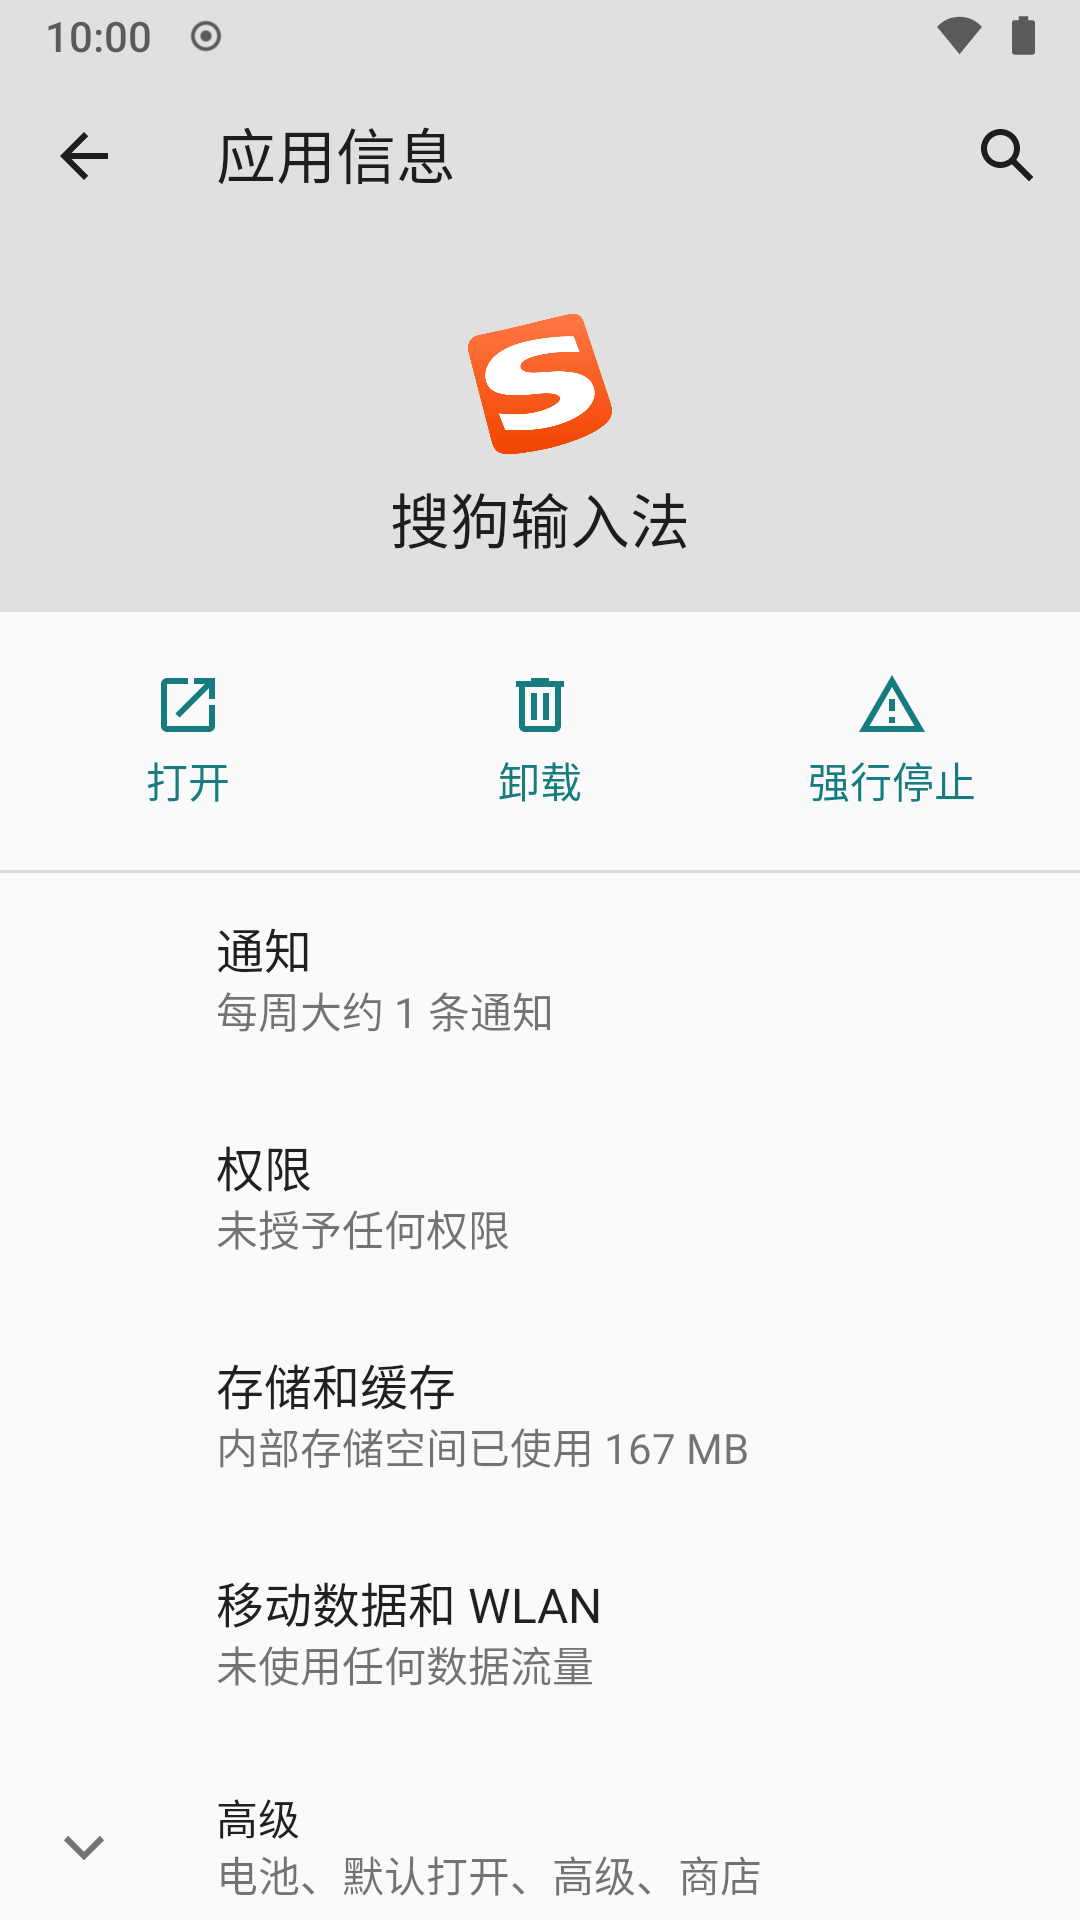 10:00
应用信息
搜狗输入法
打开
卸载
强行停止
通知
每周大约 1 条通知
权限
未授予任何权限
存储和缓存
内部存储空间已使用 167 MB
移动数据和 WLAN
未使用任何数据流量
高级
电池、默认打开、高级、商店